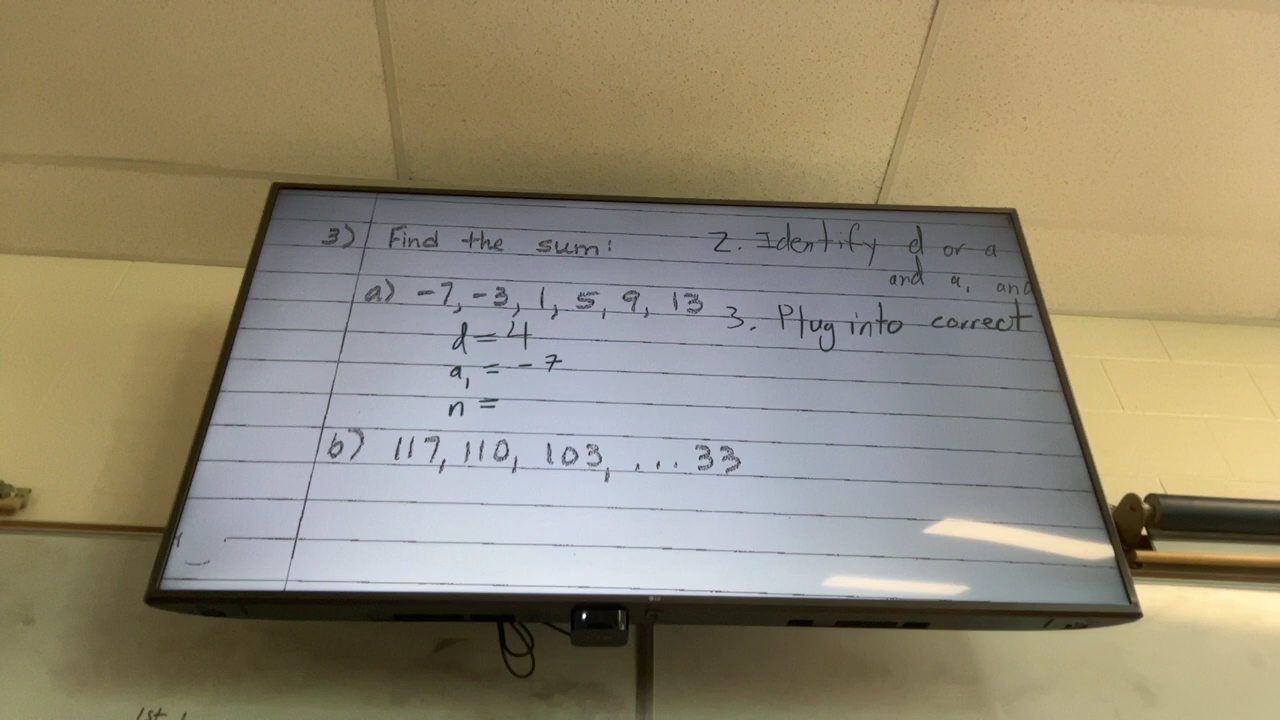 3) Find the sum:
2. Identify d or a
and a, and
a) -7, -3, 1, 5, 9, 13
3. Plug into correct
d = 4
a₁ = -7
n =
b) 117, 110, 103, ... 33
1st